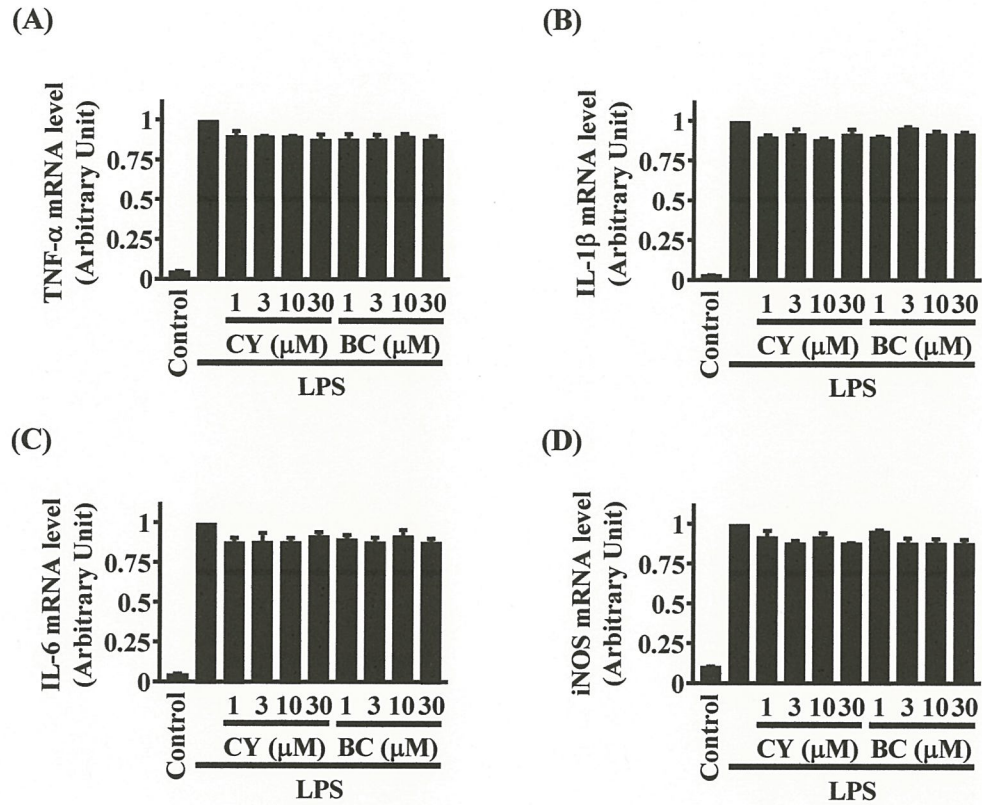 (A)
TNF-α mRNA level
(Arbitrary Unit)
1
0.75
0.5
0.25
0
Control
1 3 10 30 1 3 10 30
CY (μM) BC (μM)
LPS
(B)
IL-1β mRNA level
(Arbitrary Unit)
1
0.75
0.5
0.25
0
Control
1 3 10 30 1 3 10 30
CY (μM) BC (μM)
LPS
(C)
IL-6 mRNA level
(Arbitrary Unit)
1
0.75
0.5
0.25
0
Control
1 3 10 30 1 3 10 30
CY (μM) BC (μM)
LPS
(D)
iNOS mRNA level
(Arbitrary Unit)
1
0.75
0.5
0.25
0
Control
1 3 10 30 1 3 10 30
CY (μM) BC (μM)
LPS